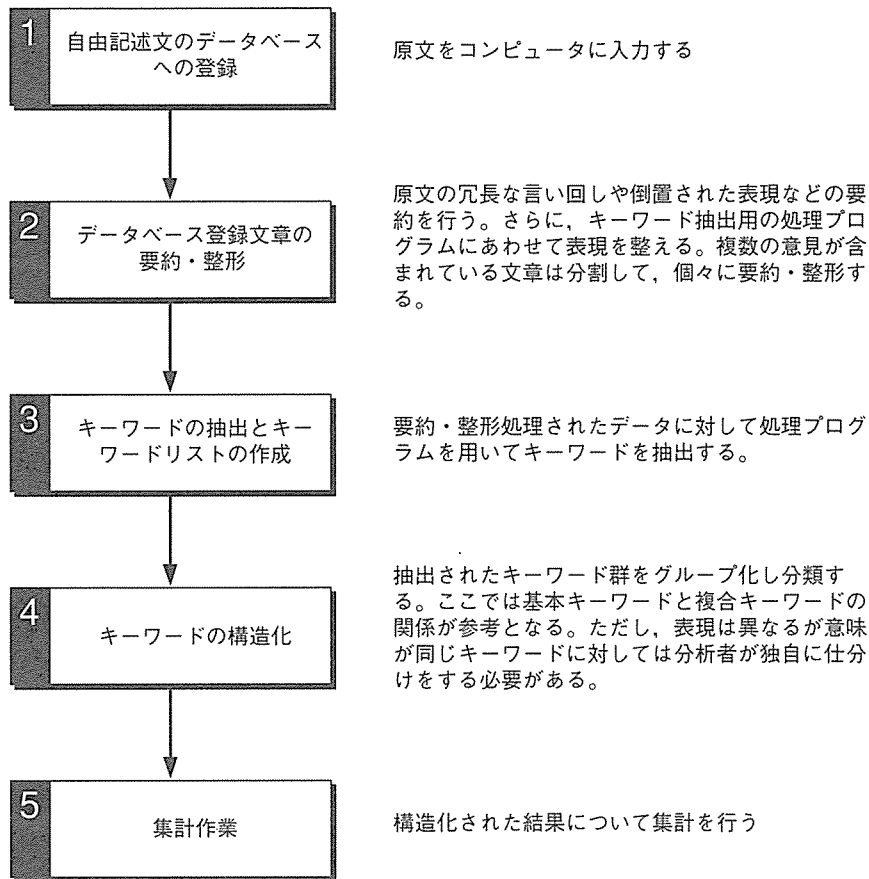 1
自由記述文のデータベース
への登録
原文をコンピュータに入力する
2
データベース登録文章の
要約・整形
原文の冗長な言い回しや倒置された表現などの要
約を行う。さらに，キーワード抽出用の処理プロ
グラムにあわせて表現を整える。複数の意見が含
まれている文章は分割して，個々に要約・整形す
る。
3
キーワードの抽出とキー
ワードリストの作成
要約・整形処理されたデータに対して処理プログ
ラムを用いてキーワードを抽出する。
4
キーワードの構造化
抽出されたキーワード群をグループ化し分類す
る。ここでは基本キーワードと複合キーワードの
関係が参考となる。ただし，表現は異なるが意味
が同じキーワードに対しては分析者が独自に仕分
けをする必要がある。
5
集計作業
構造化された結果について集計を行う